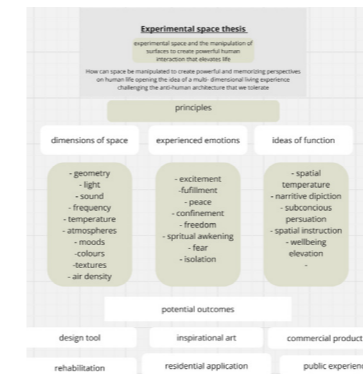 Experimental space thesis
experimental space and the manipulation of
surfaces to create powerful human
interaction that elevates life
How can space be manipulated to create powerful and memorizing perspectives
on human life opening the idea of a multi- dimensional living experience
challenging the anti-human architecture that we tolerate
principles
dimensions of space
experienced emotions
ideas of function
- geometry
- light
- sound
- frequency
- temperature
- atmospheres
- moods
-colours
-textures
- air density
- excitement
-fufillment
- peace
- confinement
- freedom
- spritual awkening
- fear
- isolation
- spatial
temperature
- narritive dipiction
- subconcious
persuation
- spatial instruction
- wellbeing
elevation
-
potential outcomes
design tool
inspirational art
commercial product
rehabilitation
residential application
public experien